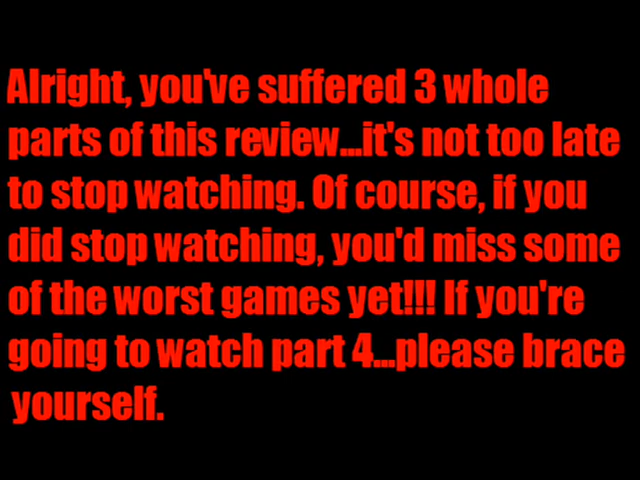 Alright, you've suffered 3 whole
parts of this review...it's not too late
to stop watching. Of course, if you
did stop watching, you'd miss some
of the worst games yet!!! If you're
going to watch part 4...please brace
yourself.